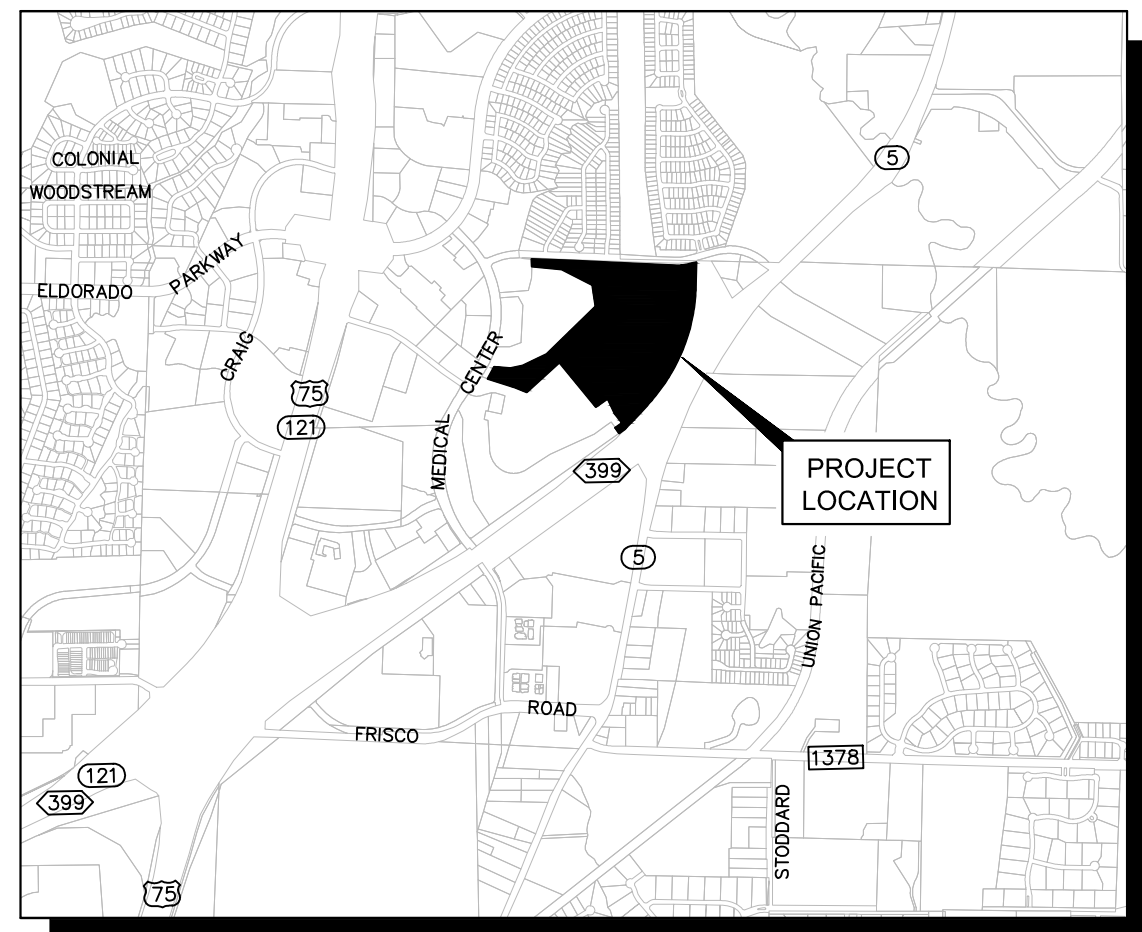 5
COLONIAL
WOODSTREAM
PARKWAY
ELDORADO
CRAIG
CENTER
75
121
MEDICAL
399
PROJECT
LOCATION
5
UNION PACIFIC
ROAD
FRISCO
1378
121
399
STODDARD
75